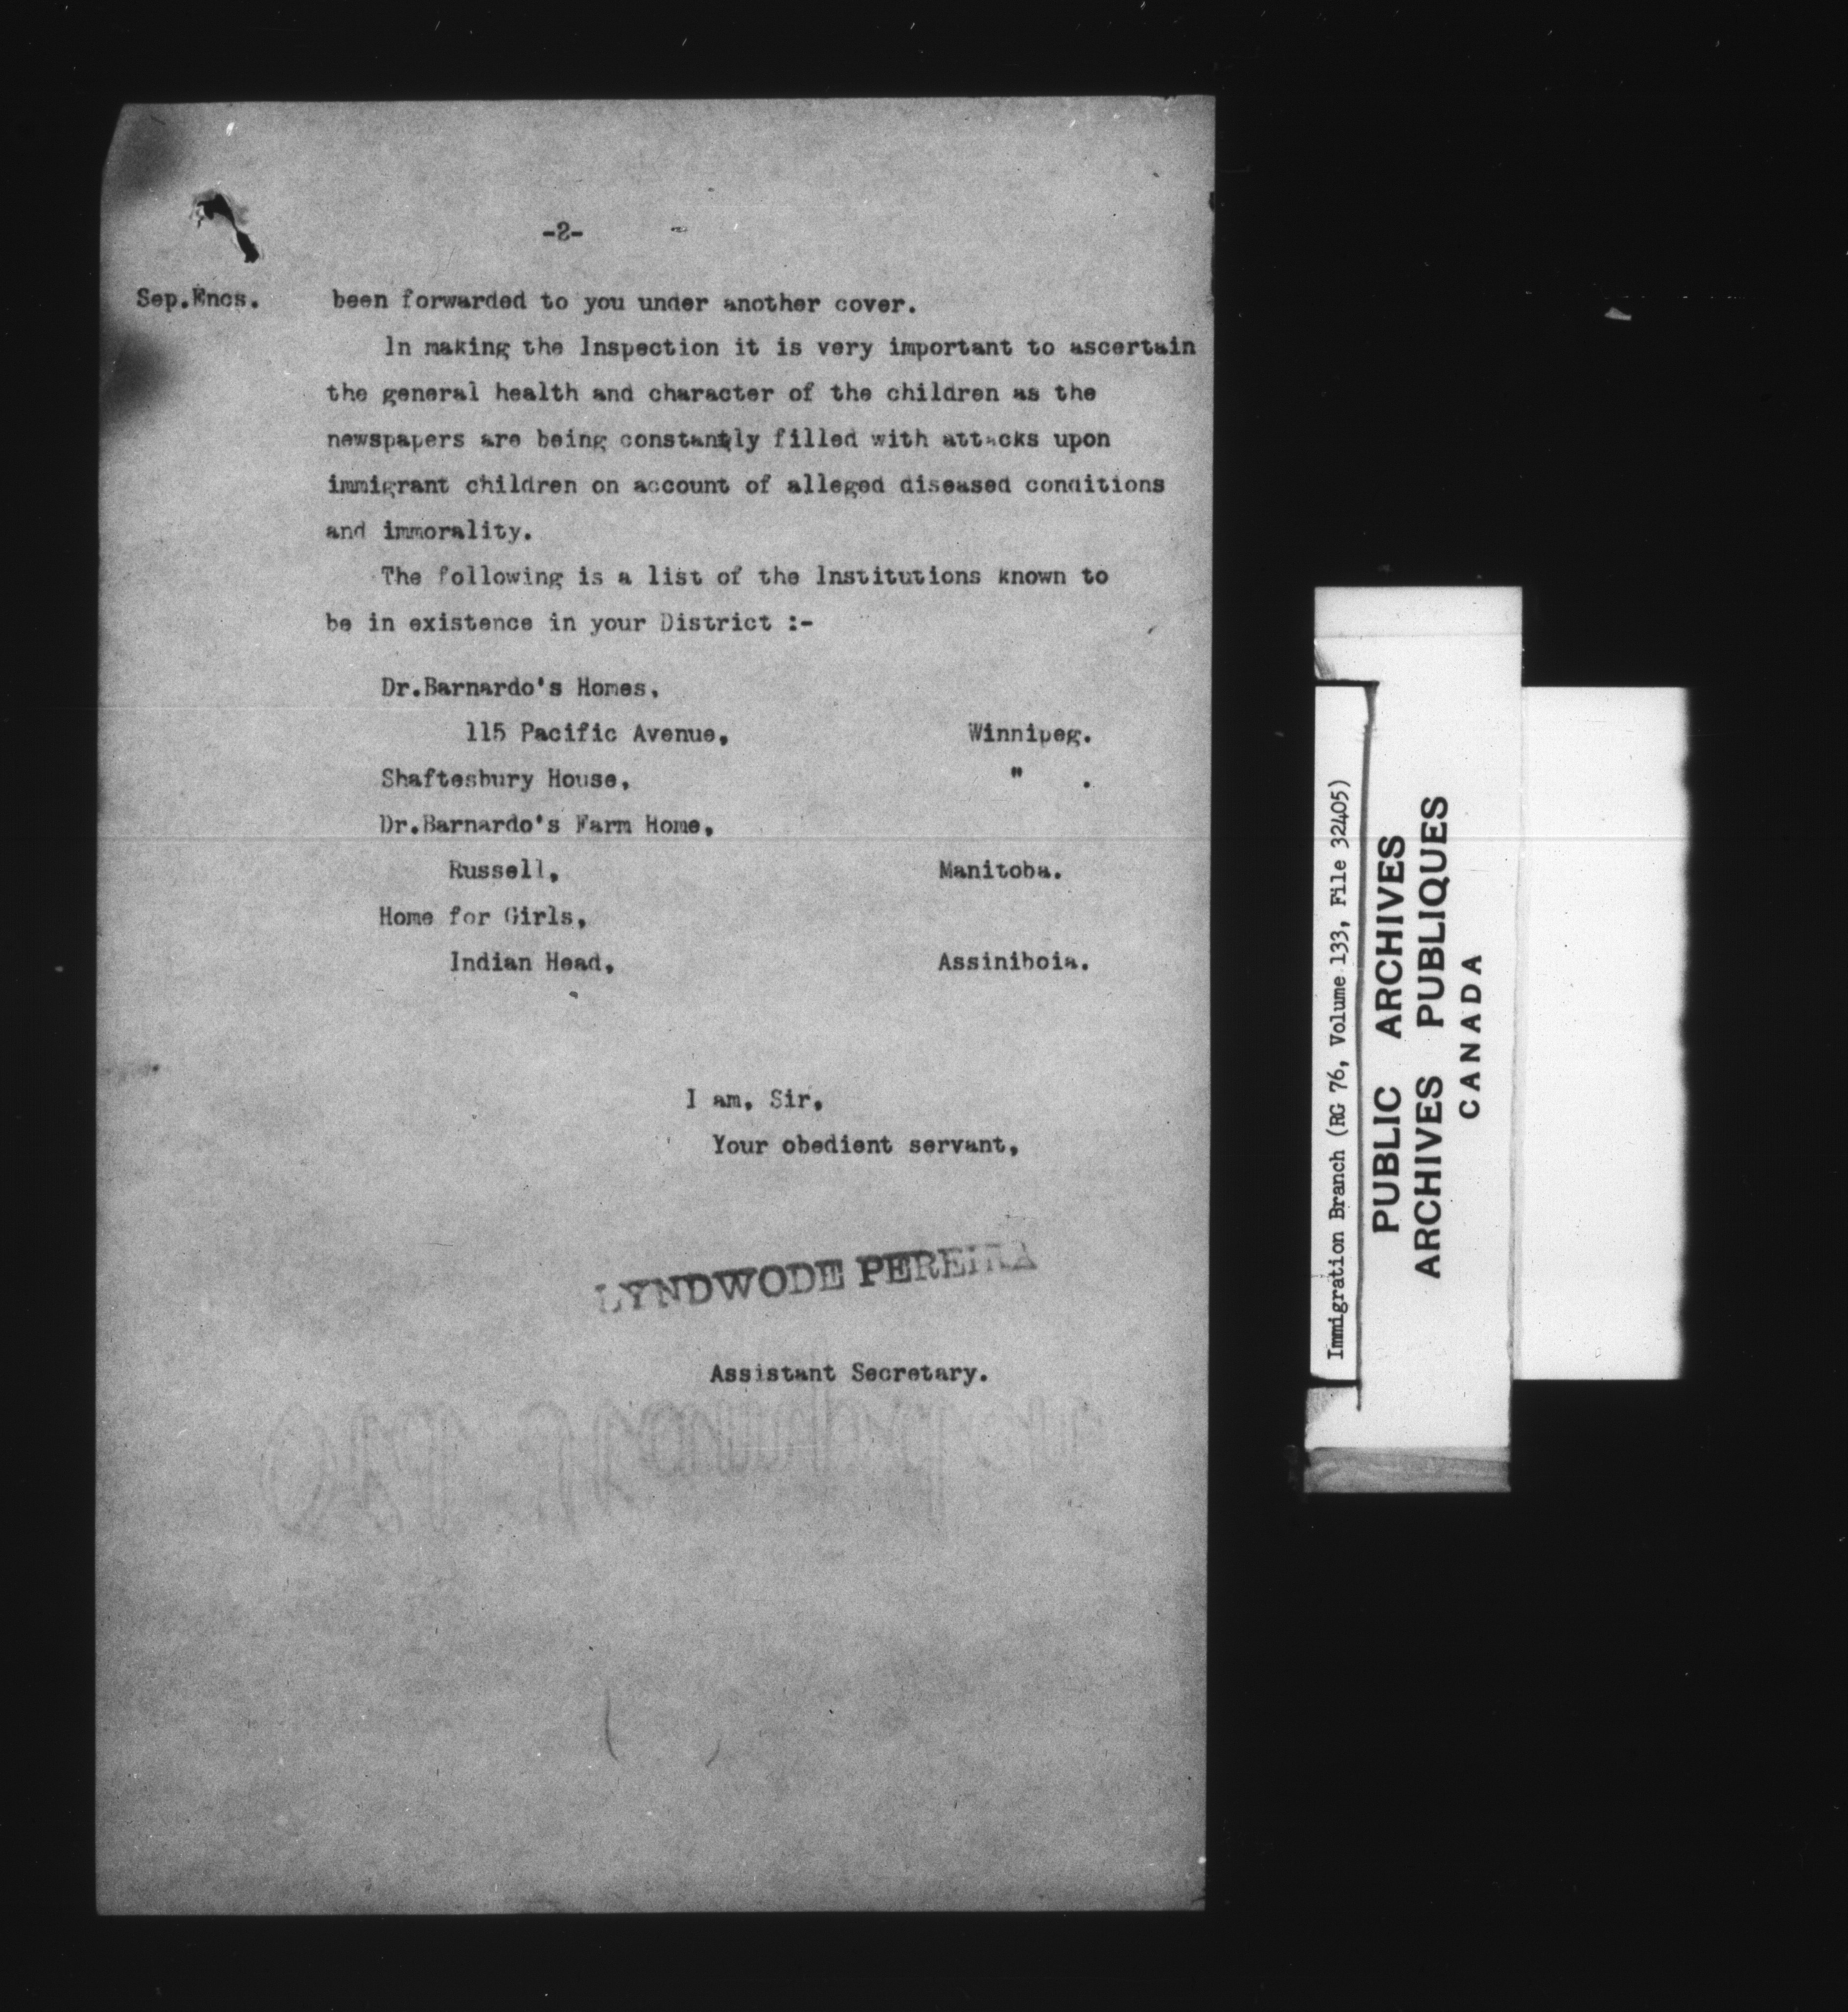 -2-
Sep.Encs. been forwarded to you under another cover.
In making the Inspection it is very important to ascertain
the general health and character of the children as the
newspapers are being constantly filled with attacks upon
immigrant children on account of alleged diseased conditions
and immorality.
The following is a list of the Institutions known to
be in existence in your District :-
Dr.Barnardo's Homes,
115 Pacific Avenue, Winnipeg.
Shaftesbury House, " .
Dr.Barnardo's Farm Home,
Russell, Manitoba.
Home for Girls,
Indian Head, Assiniboia.
I am, Sir,
Your obedient servant,
LYNDWODE PEREIRA
Assistant Secretary.
Immigration Branch (RG 76, Volume 133, File 32405)
PUBLIC ARCHIVES
ARCHIVES PUBLIQUES
CANADA